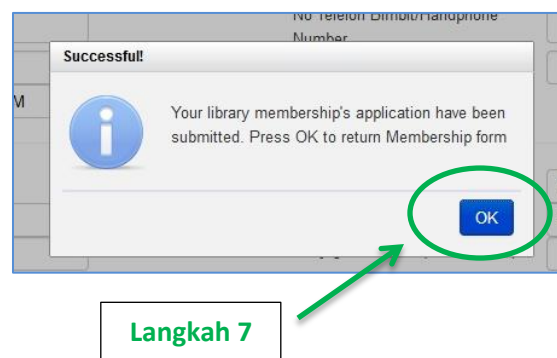 No Telefon Bimbit/Handphone
Number
Successful!
M
Your library membership's application have been
submitted. Press OK to return Membership form
OK
Langkah 7